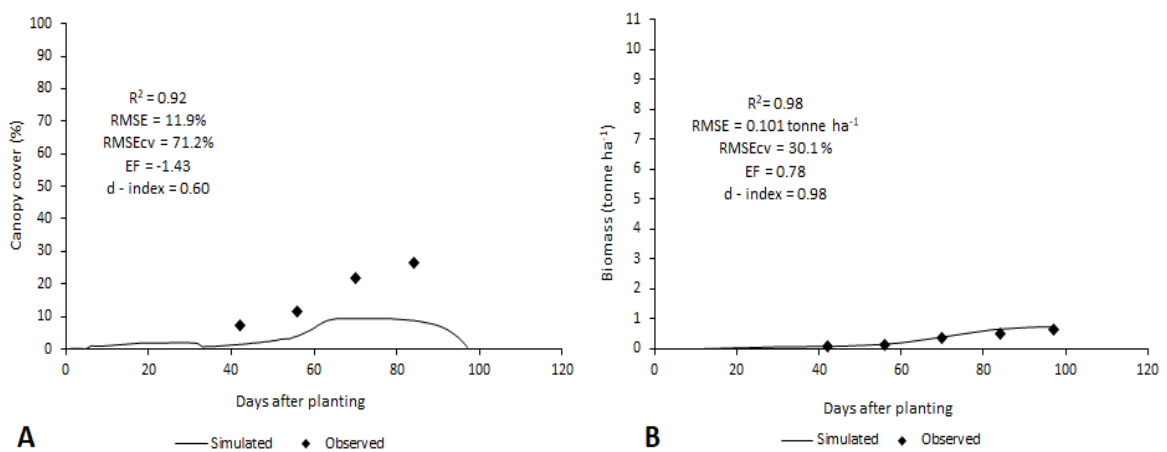 100
90
80
70
60
50
40
30
20
10
0
Canopy cover (%)
R² = 0.92
RMSE = 11.9%
RMSEcv = 71.2%
EF = -1.43
d - index = 0.60
0 20 40 60 80 100 120
Days after planting
A
Simulated Observed
11
10
9
8
7
6
5
4
3
2
1
0
Biomass (tonne ha⁻¹)
R²= 0.98
RMSE = 0.101 tonne ha⁻¹
RMSEcv = 30.1 %
EF = 0.78
d - index = 0.98
0 20 40 60 80 100 120
Days after planting
B
Simulated Observed